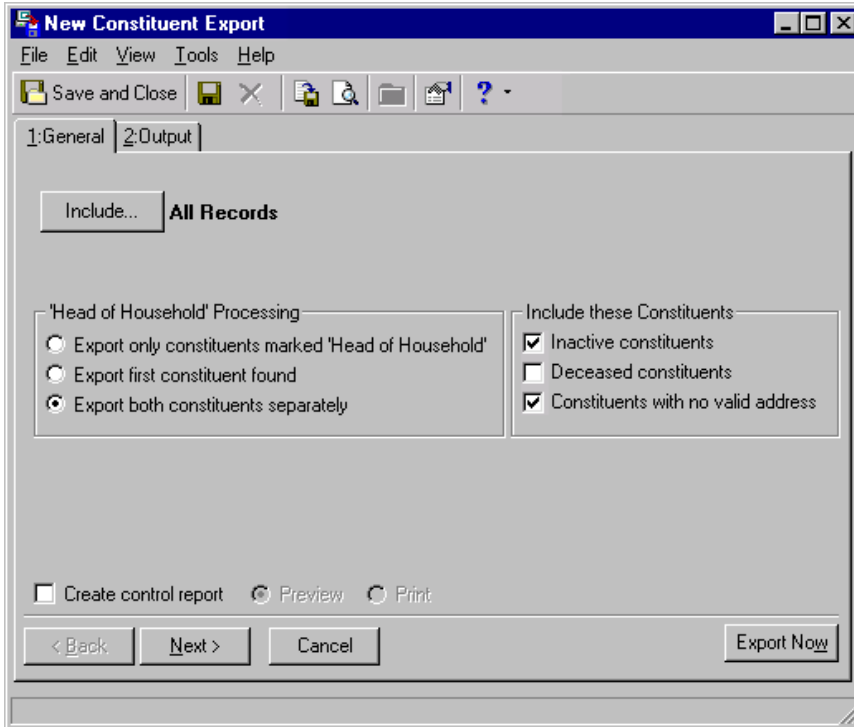 New Constituent Export
File Edit View Tools Help
Save and Close ?
1:General 2:Output
Include... All Records
'Head of Household' Processing
Export only constituents marked 'Head of Household'
Export first constituent found
Export both constituents separately
Include these Constituents
Inactive constituents
Deceased constituents
Constituents with no valid address
Create control report Preview Print
< Back Next > Cancel Export Now